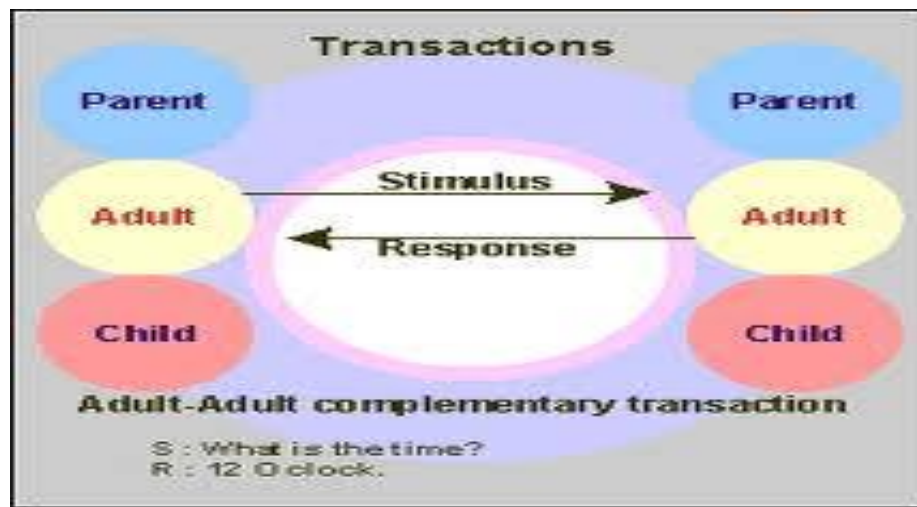 Transactions
Parent Parent
Stimulus
Adult Adult
Response
Child Child
Adult-Adult complementary transaction
S : What is the time?
R : 12 O clock.